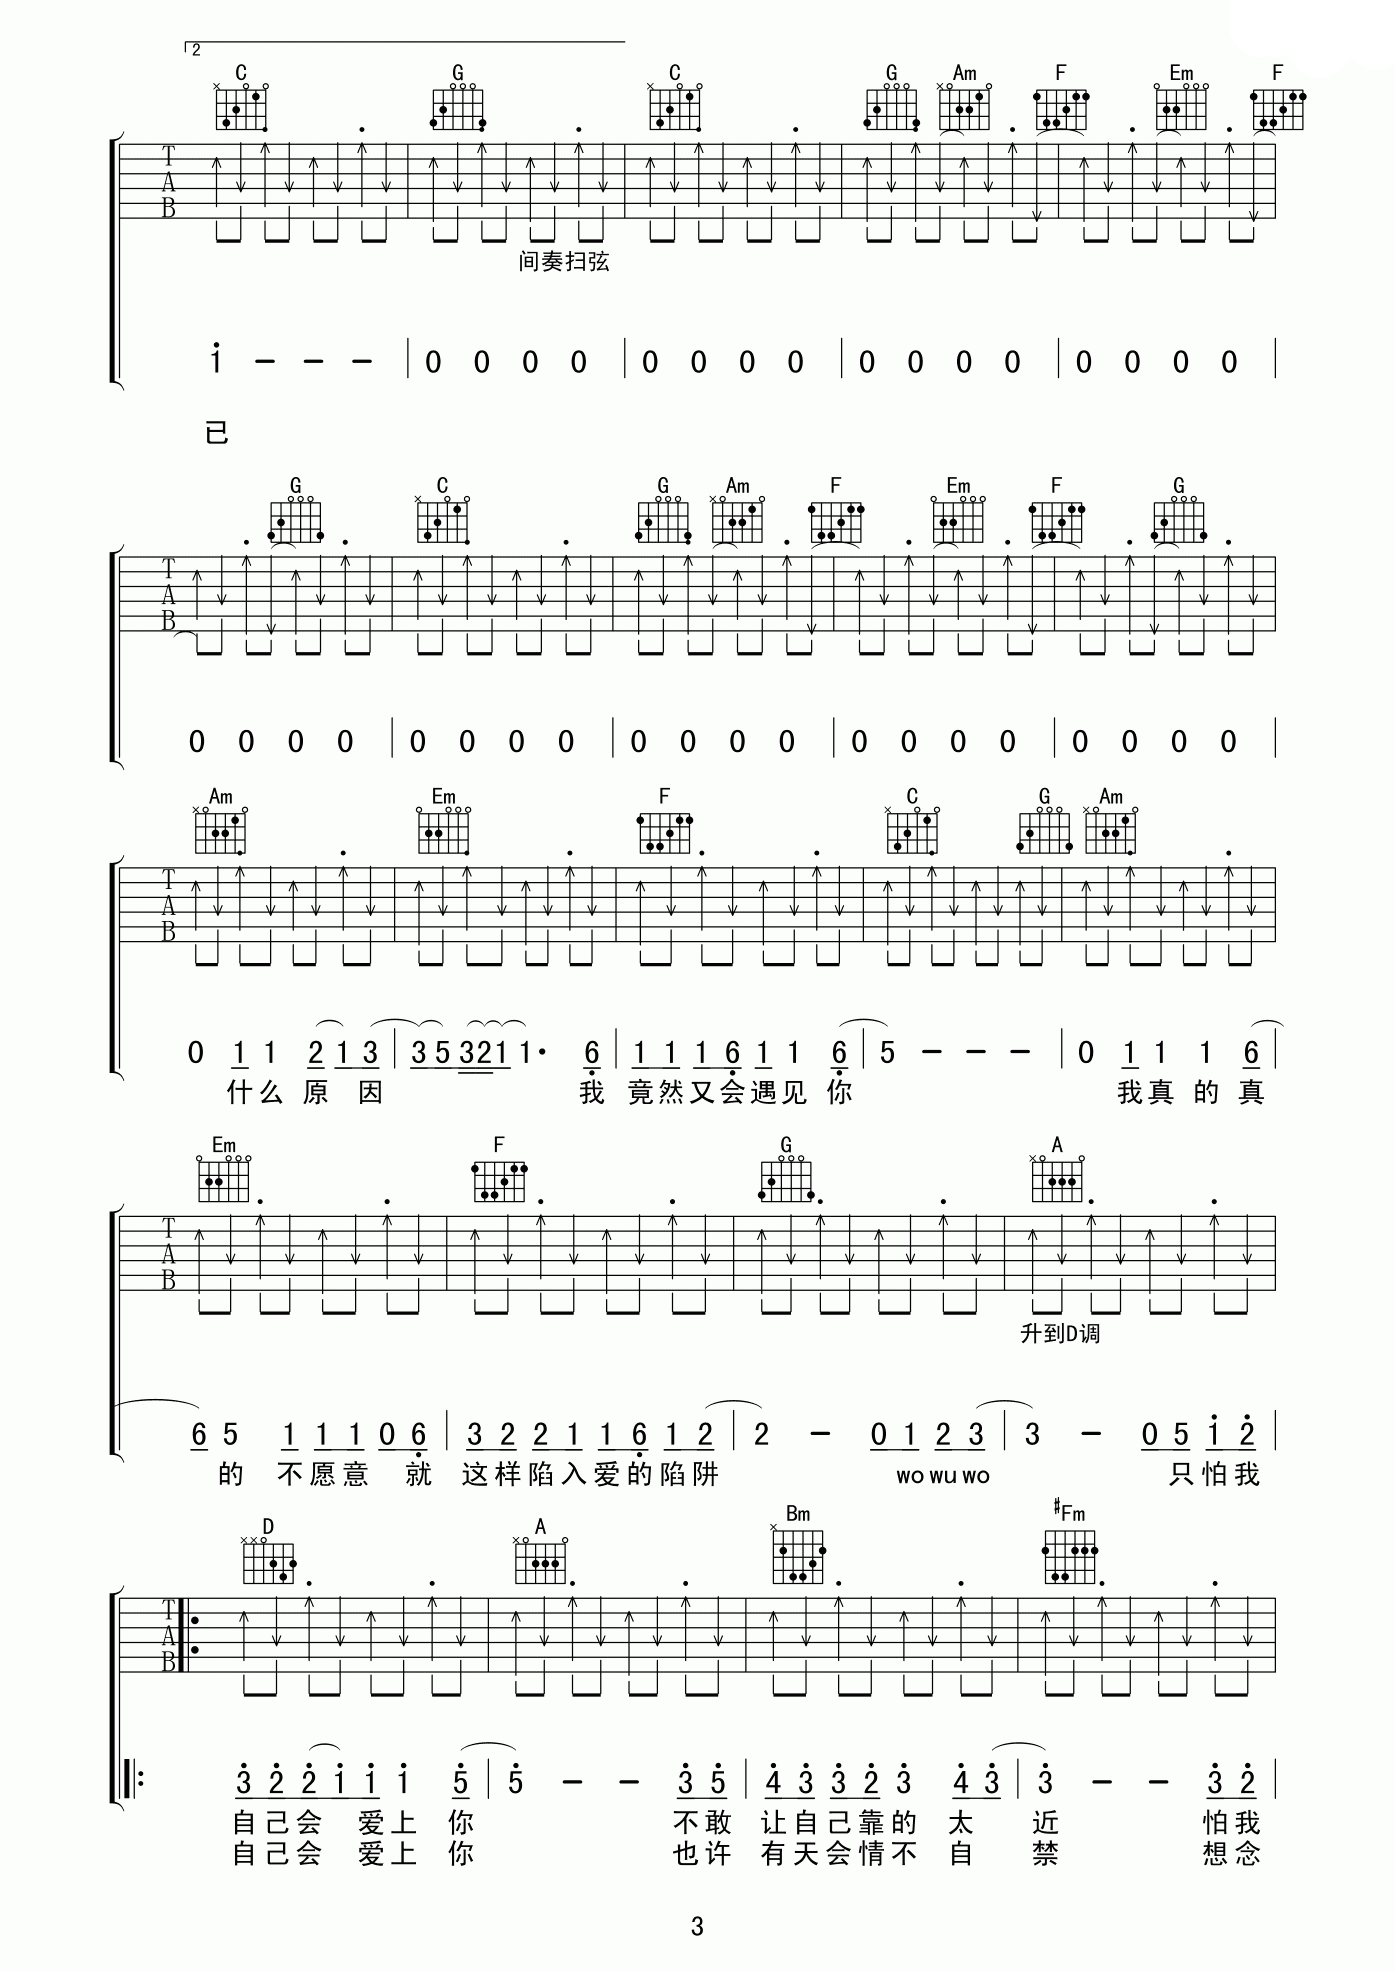 2
C G C G Am F Em F
T A B
间奏扫弦
1 - - - | 0 0 0 0 | 0 0 0 0 | 0 0 0 0 | 0 0 0 0 |
已
G C G Am F Em F G
T A B
0 0 0 0 | 0 0 0 0 | 0 0 0 0 | 0 0 0 0 | 0 0 0 0 |
Am Em F C G Am
T A B
0 1 1 2 1 3 | 3 5 3 2 1 1· 6 | 1 1 1 6 1 1 6 | 5 - - - | 0 1 1 1 6 |
什么 原 因 我 竟然又会遇见 你 我真 的 真
Em F G A
T A B
升到D调
6 5 1 1 1 0 6 | 3 2 2 1 1 6 1 2 | 2 - 0 1 2 3 | 3 - 0 5 1 2 |
的 不愿意 就 这样陷入爱的陷阱 wo wu wo 只怕我
D A Bm #Fm
T A B
3 2 2 1 1 1 5 | 5 - - 3 5 | 4 3 3 2 3 4 3 | 3 - - 3 2 |
自己会 爱上 你 不敢 让自己靠的 太 近 怕我
自己会 爱上 你 也许 有天会情不 自 禁 想念
3